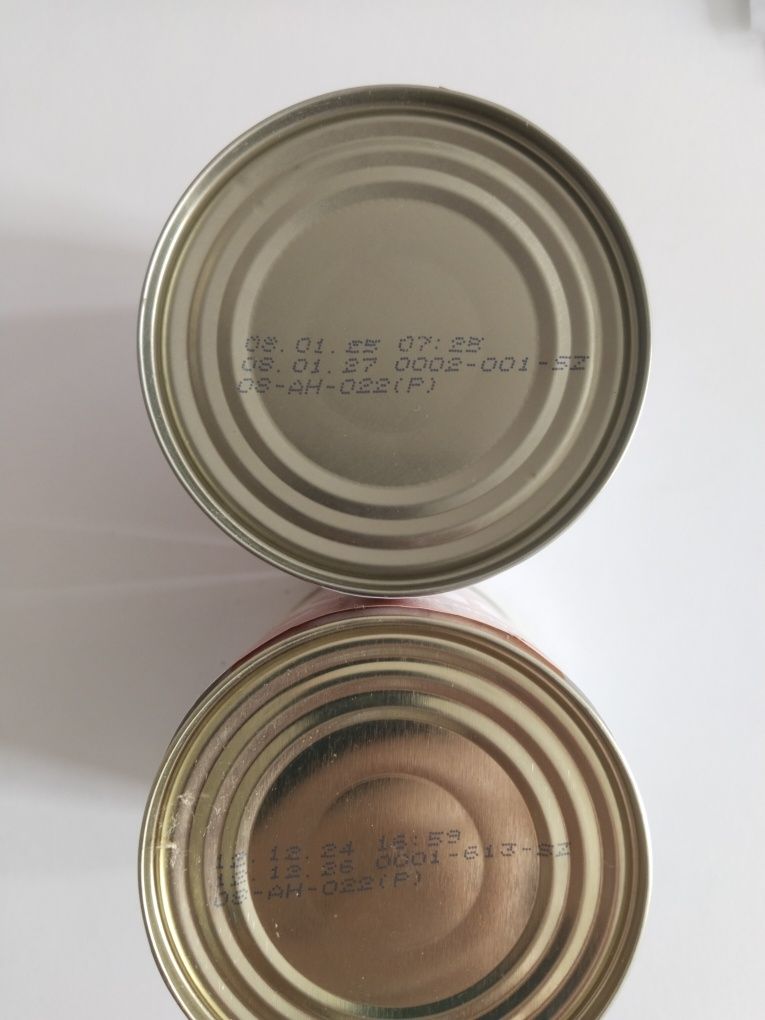 08.01.25 07:25
08.01.27 0002-001-SZ
08-AH-022(P)
12.12.24 16:59
12.12.26 0001-613-SZ
08-AH-022(P)